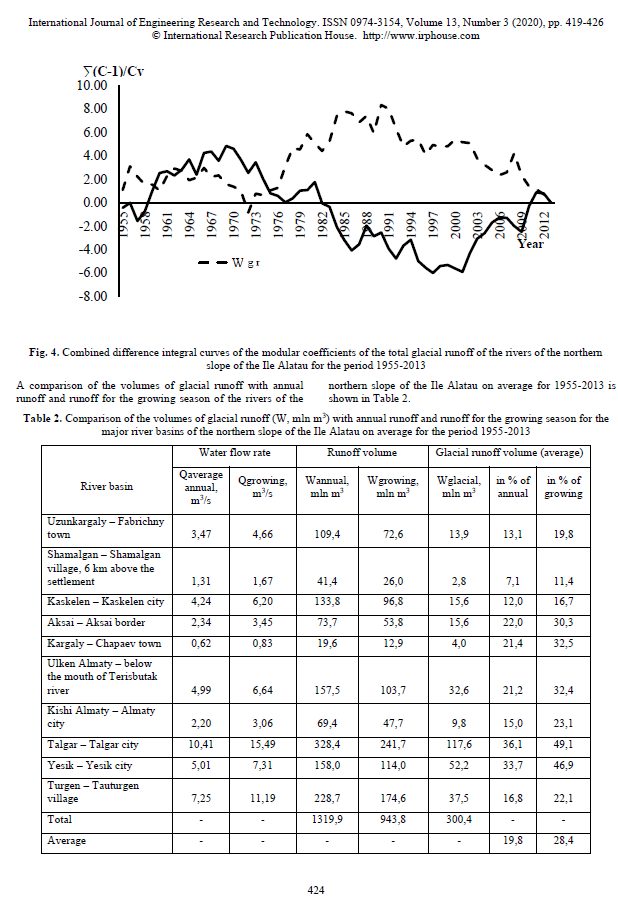 International Journal of Engineering Research and Technology. ISSN 0974-3154, Volume 13, Number 3 (2020), pp. 419-426
© International Research Publication House. http://www.irphouse.com
∑(C-1)/Cv
10.00
8.00
6.00
4.00
2.00
0.00
-2.00
-4.00
-6.00
-8.00
1955 1958 1961 1964 1967 1970 1973 1976 1979 1982 1985 1988 1991 1994 1997 2000 2003 2006 2009 2012
Year
W g r
Fig. 4. Combined difference integral curves of the modular coefficients of the total glacial runoff of the rivers of the northern
slope of the Ile Alatau for the period 1955-2013
A comparison of the volumes of glacial runoff with annual
runoff and runoff for the growing season of the rivers of the
northern slope of the Ile Alatau on average for 1955-2013 is
shown in Table 2.
Table 2. Comparison of the volumes of glacial runoff (W, mln m³) with annual runoff and runoff for the growing season for the
major river basins of the northern slope of the Ile Alatau on average for the period 1955-2013
River basin
Water flow rate Runoff volume Glacial runoff volume (average)
Qaverage annual, m³/s Qgrowing, m³/s Wannual, mln m³ Wgrowing, mln m³ Wglacial, mln m³ in % of annual in % of growing
Uzunkargaly – Fabrichny
town 3,47 4,66 109,4 72,6 13,9 13,1 19,8
Shamalgan – Shamalgan
village, 6 km above the
settlement 1,31 1,67 41,4 26,0 2,8 7,1 11,4
Kaskelen – Kaskelen city 4,24 6,20 133,8 96,8 15,6 12,0 16,7
Aksai – Aksai border 2,34 3,45 73,7 53,8 15,6 22,0 30,3
Kargaly – Chapaev town 0,62 0,83 19,6 12,9 4,0 21,4 32,5
Ulken Almaty – below
the mouth of Terisbutak
river 4,99 6,64 157,5 103,7 32,6 21,2 32,4
Kishi Almaty – Almaty
city 2,20 3,06 69,4 47,7 9,8 15,0 23,1
Talgar – Talgar city 10,41 15,49 328,4 241,7 117,6 36,1 49,1
Yesik – Yesik city 5,01 7,31 158,0 114,0 52,2 33,7 46,9
Turgen – Tauturgen
village 7,25 11,19 228,7 174,6 37,5 16,8 22,1
Total - - 1319,9 943,8 300,4 - -
Average - - - - - 19,8 28,4
424